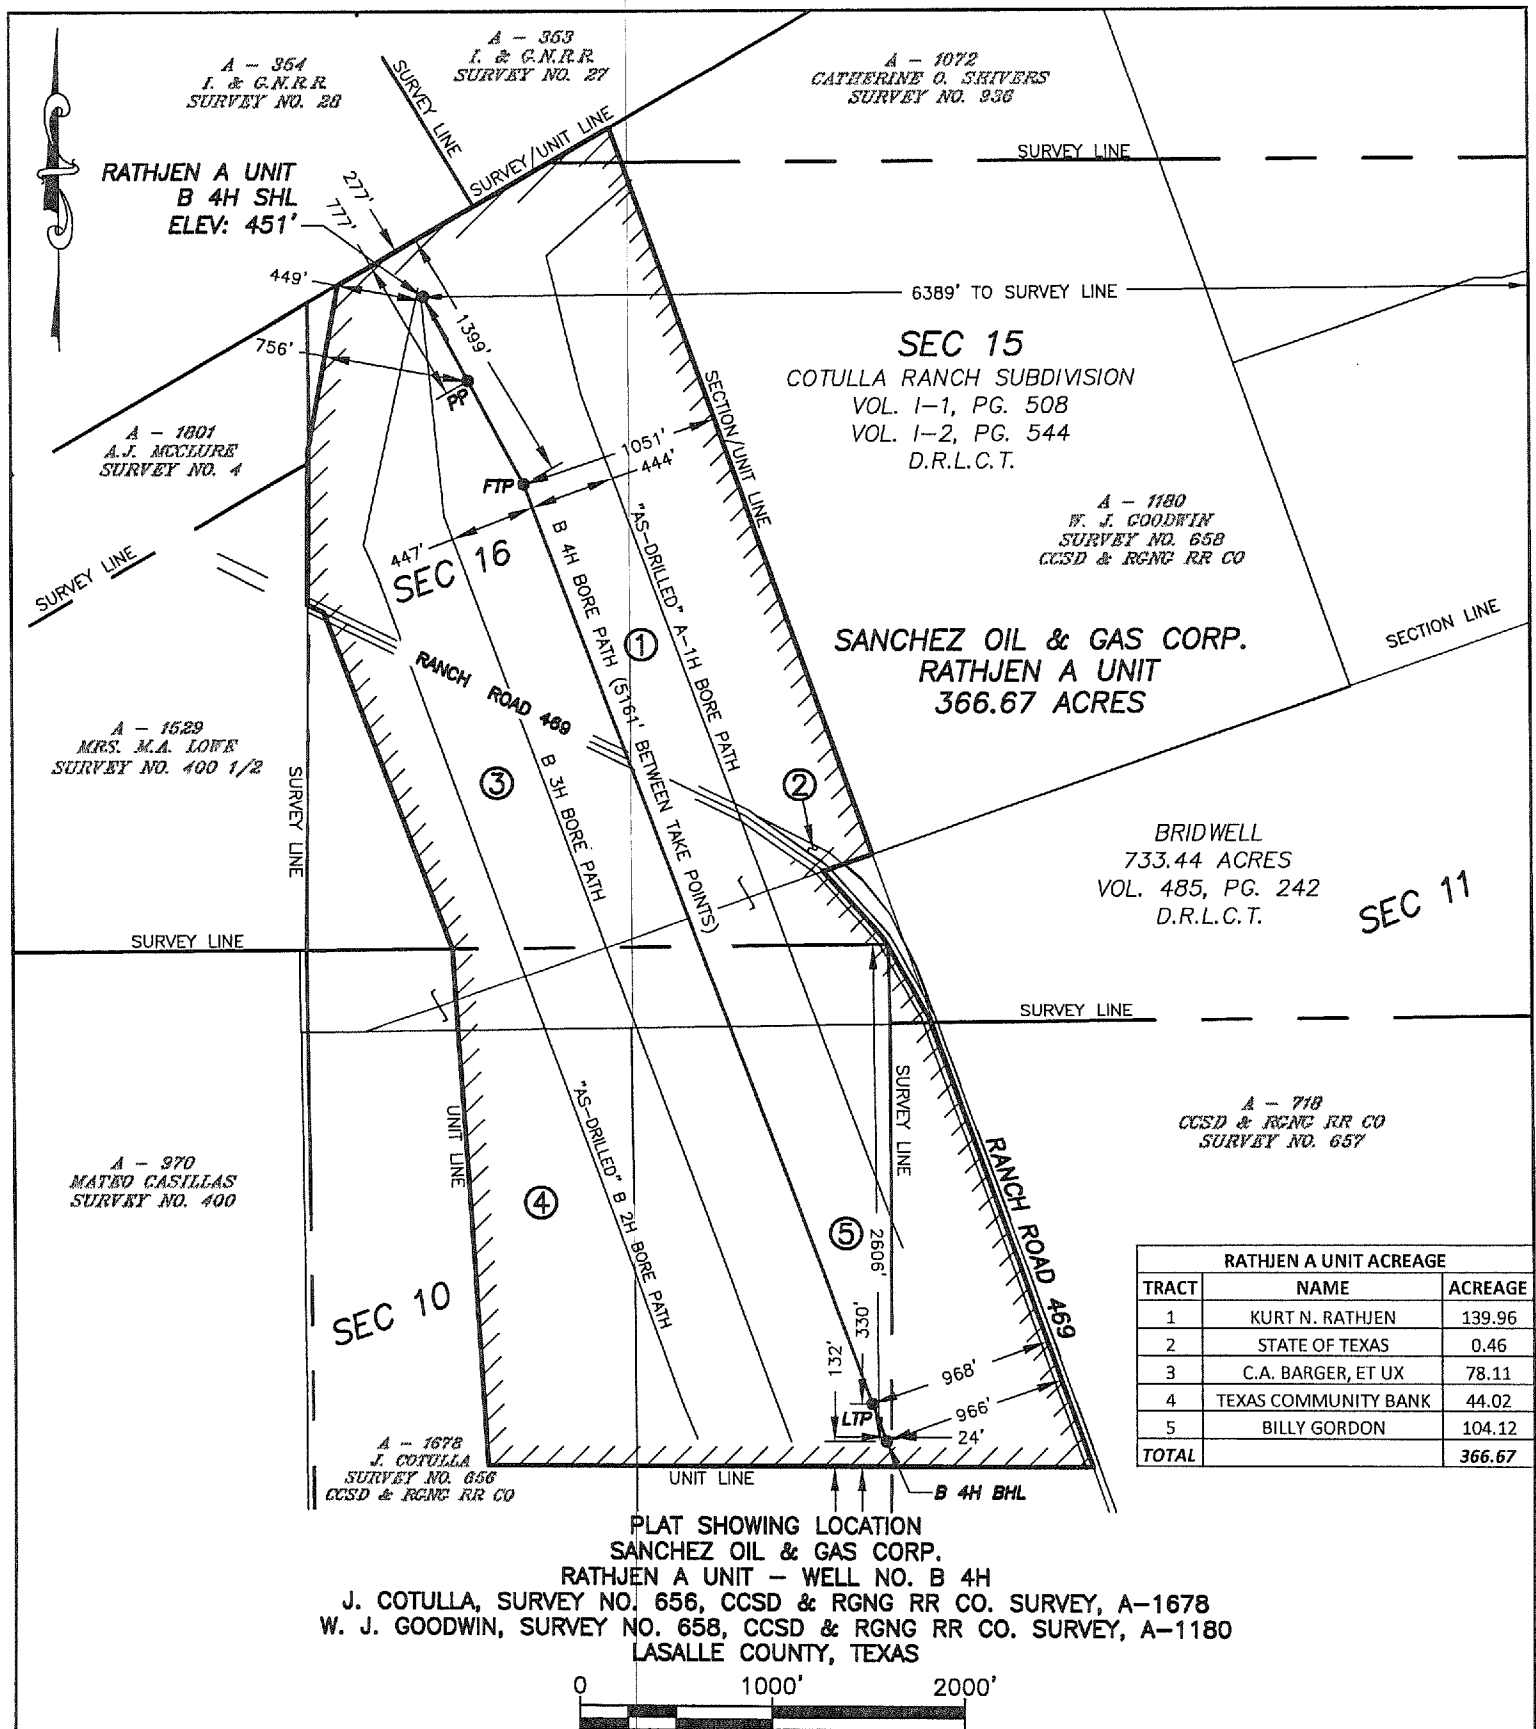 A - 364
I. & G.N.R.R.
SURVEY NO. 28
A - 363
I. & G.N.R.R.
SURVEY NO. 27
SURVEY LINE
A - 1072
CATHERINE O. SHIVERS
SURVEY NO. 936
SURVEY/UNIT LINE
SURVEY LINE
RATHJEN A UNIT
B 4H SHL
ELEV: 451'
277'
777'
449'
6389' TO SURVEY LINE
1399'
756'
PP
SEC 15
COTULLA RANCH SUBDIVISION
VOL. I-1, PG. 508
VOL. I-2, PG. 544
D.R.L.C.T.
SECTION/UNIT LINE
A - 1801
A.J. MCCLURE
SURVEY NO. 4
1051'
444'
FTP
447'
SEC 16
A - 1180
W. J. GOODWIN
SURVEY NO. 658
CCSD & RGNG RR CO
SURVEY LINE
B 4H BORE PATH (5161' BETWEEN TAKE POINTS)
"AS-DRILLED" A-1H BORE PATH
1
SECTION LINE
SANCHEZ OIL & GAS CORP.
RATHJEN A UNIT
366.67 ACRES
RANCH ROAD 469
A - 1529
MRS. M.A. LOWE
SURVEY NO. 400 1/2
SURVEY LINE
3
B 3H BORE PATH
2
BRIDWELL
733.44 ACRES
VOL. 485, PG. 242
D.R.L.C.T.
SEC 11
SURVEY LINE
SURVEY LINE
SURVEY LINE
UNIT LINE
"AS-DRILLED" B 2H BORE PATH
A - 718
CCSD & RGNG RR CO
SURVEY NO. 657
A - 970
MATEO CASILLAS
SURVEY NO. 400
RANCH ROAD 469
4
5
2606'
SEC 10
330'
132'
968'
966'
LTP
24'
RATHJEN A UNIT ACREAGE
TRACT NAME ACREAGE
1 KURT N. RATHJEN 139.96
2 STATE OF TEXAS 0.46
3 C.A. BARGER, ET UX 78.11
4 TEXAS COMMUNITY BANK 44.02
5 BILLY GORDON 104.12
TOTAL 366.67
A - 1678
J. COTULLA
SURVEY NO. 656
CCSD & RGNG RR CO
UNIT LINE
B 4H BHL
PLAT SHOWING LOCATION
SANCHEZ OIL & GAS CORP.
RATHJEN A UNIT - WELL NO. B 4H
J. COTULLA, SURVEY NO. 656, CCSD & RGNG RR CO. SURVEY, A-1678
W. J. GOODWIN, SURVEY NO. 658, CCSD & RGNG RR CO. SURVEY, A-1180
LASALLE COUNTY, TEXAS
0 1000' 2000'